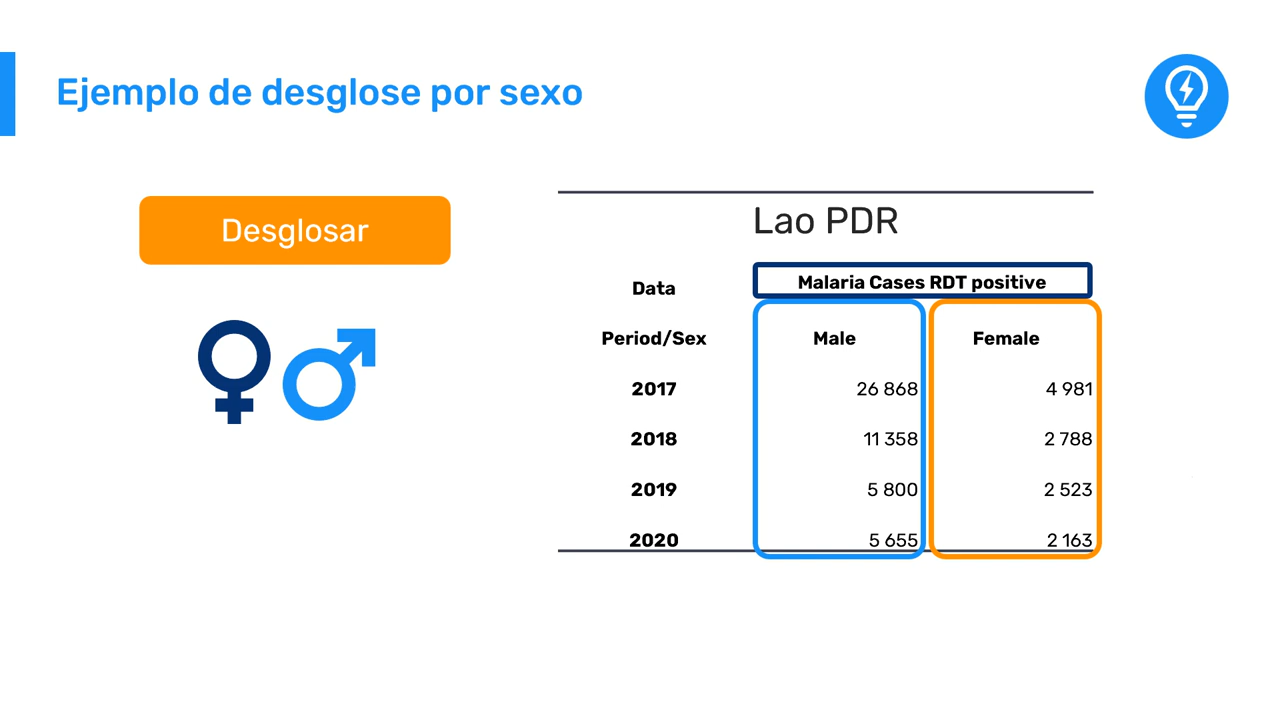 Ejemplo de desglose por sexo
Desglosar
Lao PDR
Data Malaria Cases RDT positive
Period/Sex Male Female
2017 26 868 4 981
2018 11 358 2 788
2019 5 800 2 523
2020 5 655 2 163